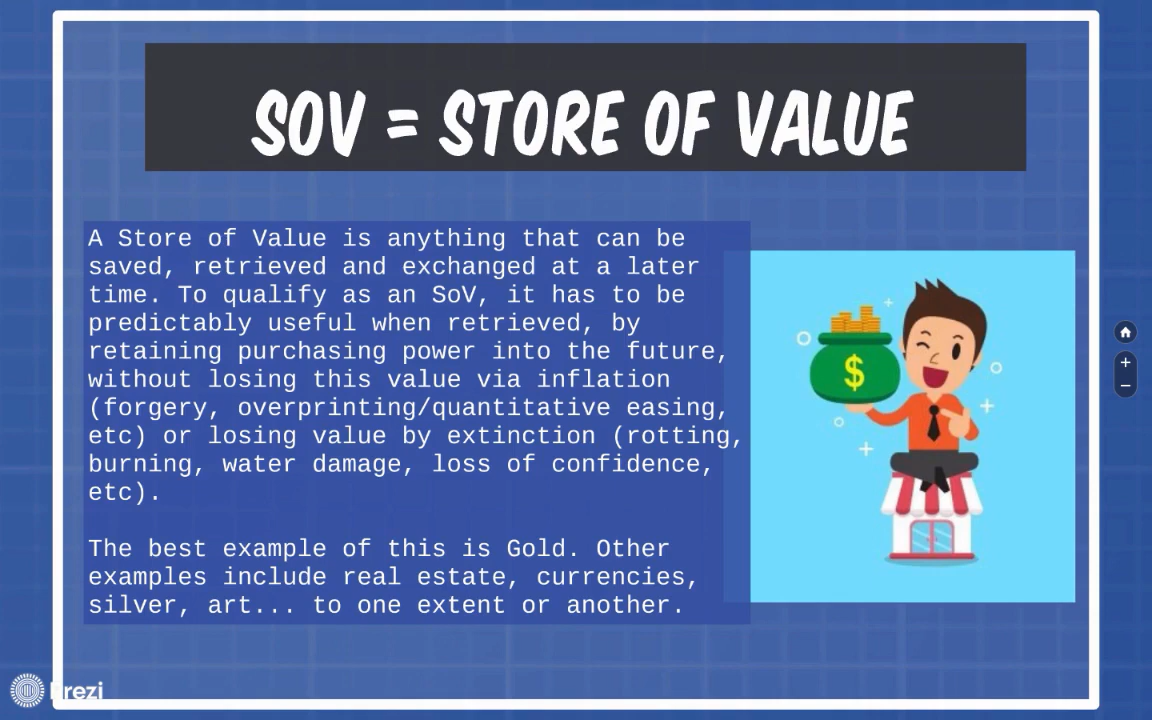 SOV = STORE OF VALUE
A Store of Value is anything that can be
saved, retrieved and exchanged at a later
time. To qualify as an SoV, it has to be
predictably useful when retrieved, by
retaining purchasing power into the future,
without losing this value via inflation
(forgery, overprinting/quantitative easing,
etc) or losing value by extinction (rotting,
burning, water damage, loss of confidence,
etc).
The best example of this is Gold. Other
examples include real estate, currencies,
silver, art... to one extent or another.
$
Prezi